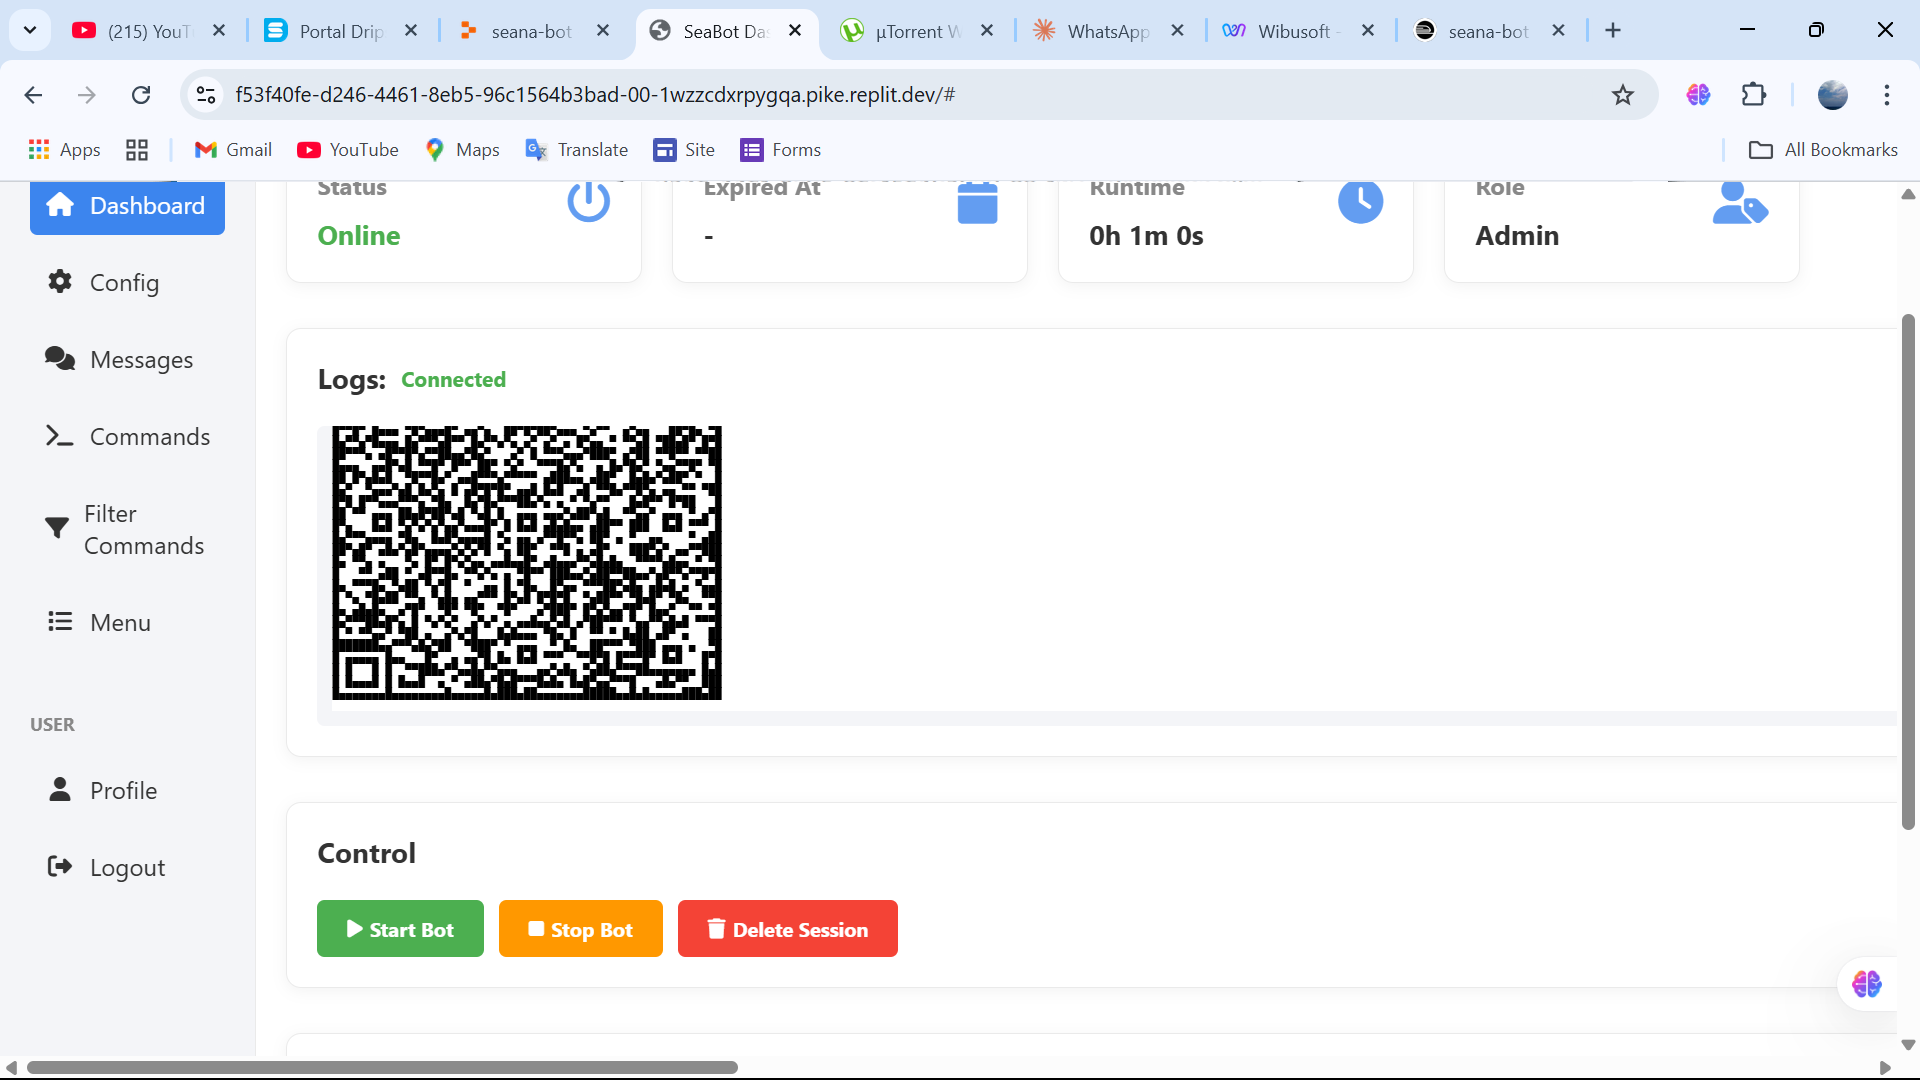 (215) YouT
Portal Drip
seana-bot
SeaBot Das
µTorrent W
WhatsApp
Wibusoft -
seana-bot
f53f40fe-d246-4461-8eb5-96c1564b3bad-00-1wzzcdxrpygqa.pike.replit.dev/#
Apps
Gmail
YouTube
Maps
Translate
Site
Forms
All Bookmarks
Dashboard
Config
Messages
Commands
Filter
Commands
Menu
USER
Profile
Logout
Status
Online
Expired At
-
Runtime
0h 1m 0s
Role
Admin
Logs: Connected
Control
Start Bot
Stop Bot
Delete Session